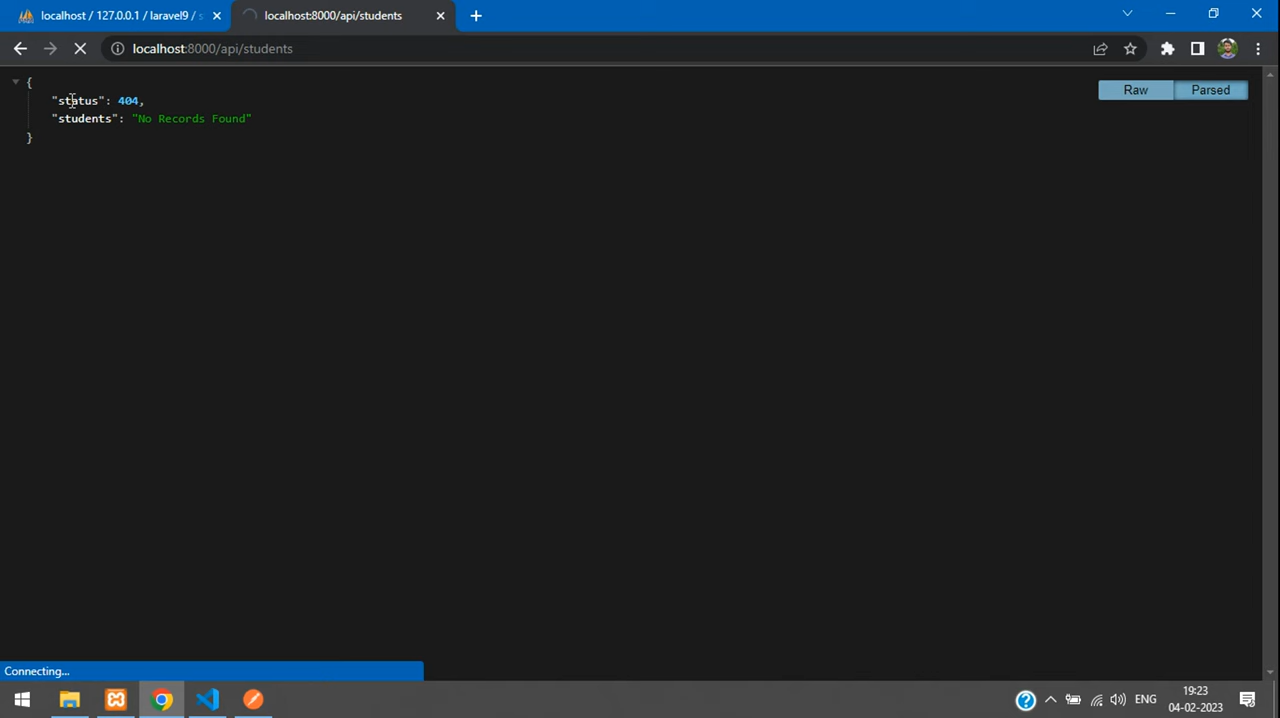 localhost / 127.0.0.1 / laravel9 / s
localhost:8000/api/students
localhost:8000/api/students
{
"status": 404,
"students": "No Records Found"
}
Raw
Parsed
Connecting...
ENG
19:23
04-02-2023